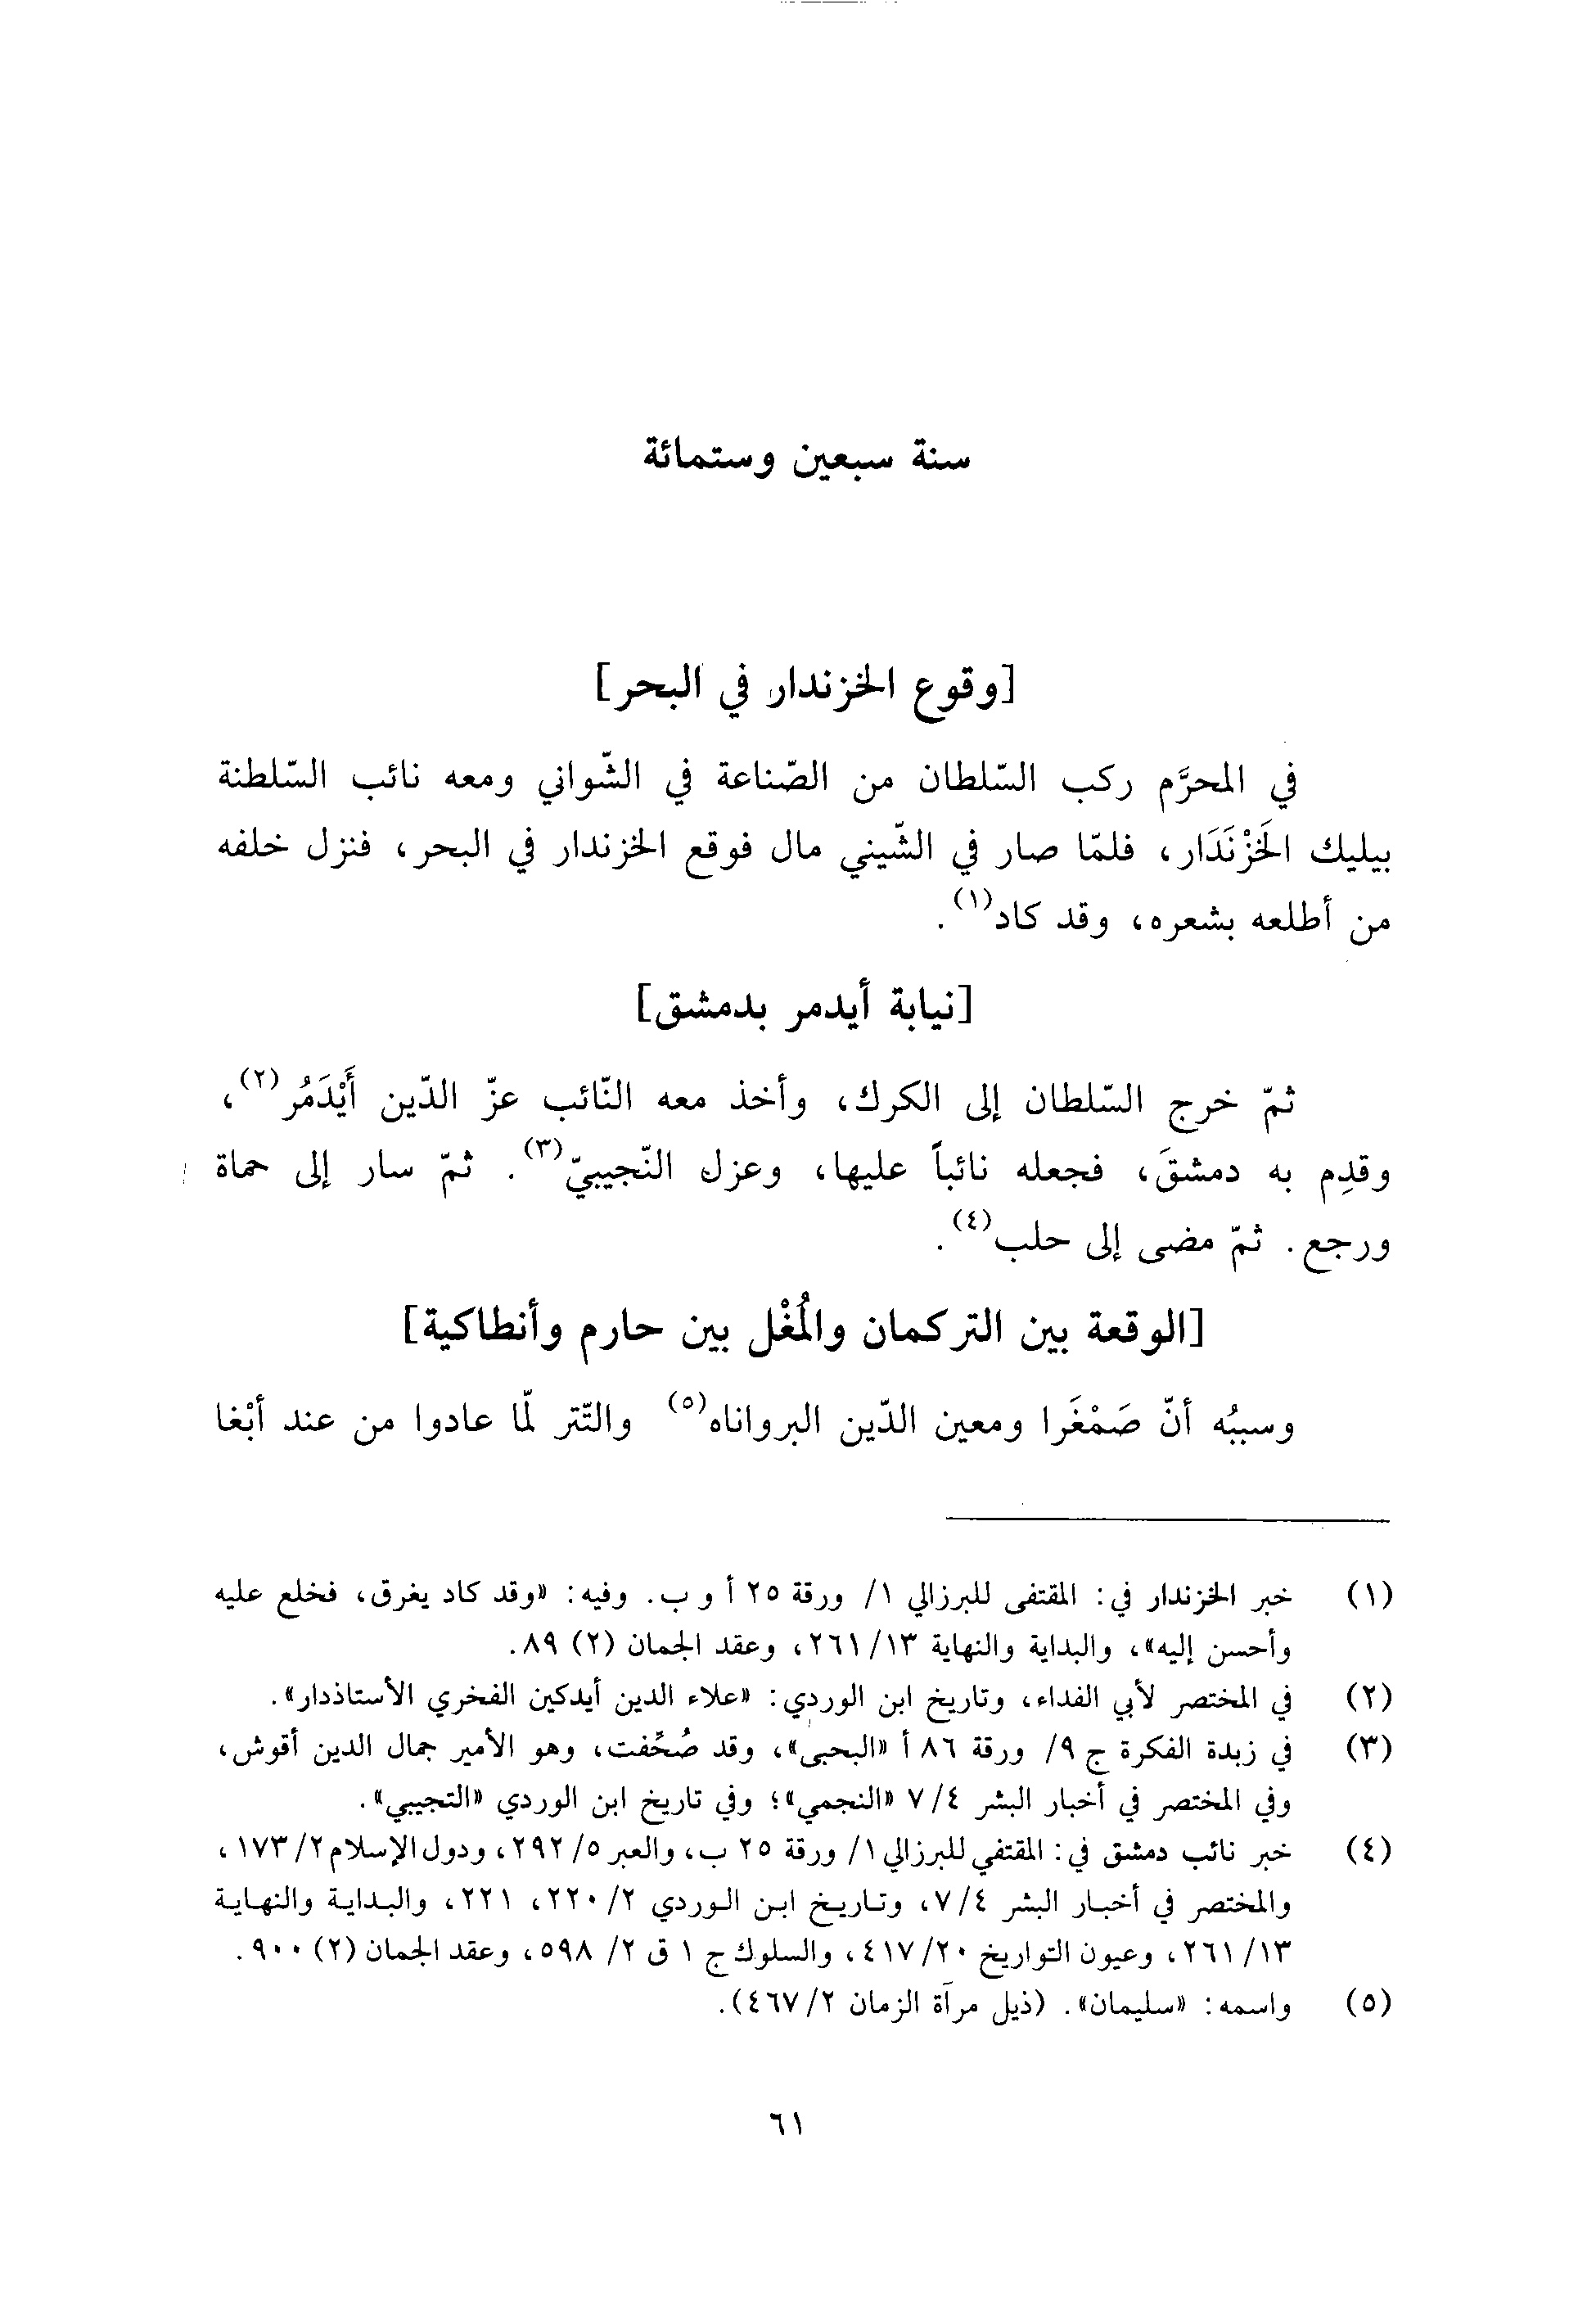 سنة سبعين وستمائة
[وقوع الخزندار في البحر]
في المحرَّم ركب السّلطان من الصّناعة في الشّواني ومعه نائب السّلطنة
بيليك الخَزْنَدَار، فلمّا صار في الشّيني مال فوقع الخزندار في البحر، فنزل خلفه
من أطلعه بشعره، وقد كاد(١).
[نيابة أيدمر بدمشق]
ثمّ خرج السّلطان إلى الكرك، وأخذ معه النّائب عزّ الدّين أَيْدَمُر(٢)،
وقدِم به دمشقَ، فجعله نائباً عليها، وعزل النّجيبيّ(٣). ثمّ سار إلى حماة
ورجع. ثمّ مضى إلى حلب(٤).
[الوقعة بين التركمان والمُغْل بين حارم وأنطاكية]
وسببُه أنّ صَمْغَرا ومعين الدّين البرواناه(٥) والتّتر لمّا عادوا من عند أبْغا
(١) خبر الخزندار في: المقتفى للبرزالي ١/ ورقة ٢٥ أ و ب. وفيه: «وقد كاد يغرق، فخلع عليه
وأحسن إليه»، والبداية والنهاية ٢٦١/١٣، وعقد الجمان (٢) ٨٩.
(٢) في المختصر لأبي الفداء، وتاريخ ابن الوردي: «علاء الدين أيدكين الفخري الأستاذدار».
(٣) في زبدة الفكرة ج ٩/ ورقة ٨٦ أ «البحبى»، وقد صُحّفت، وهو الأمير جمال الدين أقوش،
وفي المختصر في أخبار البشر ٧/٤ «النجمي»؛ وفي تاريخ ابن الوردي «التجيبي».
(٤) خبر نائب دمشق في: المقتفي للبرزالي ١/ ورقة ٢٥ ب، والعبر ٢٩٢/٥، ودول الإسلام ١٧٣/٢،
والمختصر في أخبار البشر ٧/٤، وتاريخ ابن الوردي ٢٢٠/٢، ٢٢١، والبداية والنهاية
٢٦١/١٣، وعيون التواريخ ٤١٧/٢٠، والسلوك ج ١ ق ٢/ ٥٩٨، وعقد الجمان (٢) ٩٠٠.
(٥) واسمه: «سليمان». (ذيل مرآة الزمان ٤٦٧/٢).
٦١